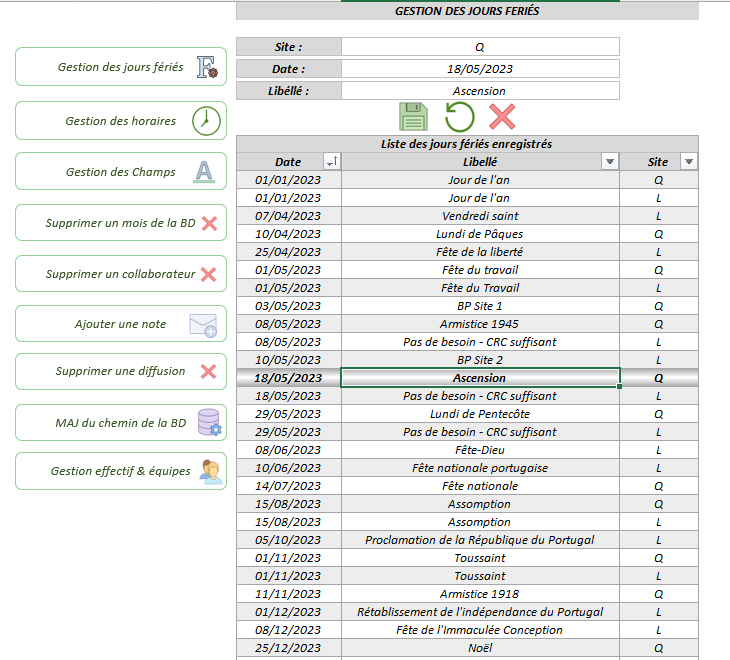 GESTION DES JOURS FERIÉS
Gestion des jours fériés
Gestion des horaires
Gestion des Champs
Supprimer un mois de la BD
Supprimer un collaborateur
Ajouter une note
Supprimer une diffusion
MAJ du chemin de la BD
Gestion effectif & équipes
Site : Q
Date : 18/05/2023
Libéllé : Ascension
Liste des jours fériés enregistrés
Date Libellé Site
01/01/2023 Jour de l'an Q
01/01/2023 Jour de l'an L
07/04/2023 Vendredi saint L
10/04/2023 Lundi de Pâques Q
25/04/2023 Fête de la liberté L
01/05/2023 Fête du travail Q
01/05/2023 Fête du Travail L
03/05/2023 BP Site 1 Q
08/05/2023 Armistice 1945 Q
08/05/2023 Pas de besoin - CRC suffisant L
10/05/2023 BP Site 2 L
18/05/2023 Ascension Q
18/05/2023 Pas de besoin - CRC suffisant L
29/05/2023 Lundi de Pentecôte Q
29/05/2023 Pas de besoin - CRC suffisant L
08/06/2023 Fête-Dieu L
10/06/2023 Fête nationale portugaise L
14/07/2023 Fête nationale Q
15/08/2023 Assomption Q
15/08/2023 Assomption L
05/10/2023 Proclamation de la République du Portugal L
01/11/2023 Toussaint Q
01/11/2023 Toussaint L
11/11/2023 Armistice 1918 Q
01/12/2023 Rétablissement de l'indépendance du Portugal L
08/12/2023 Fête de l'Immaculée Conception L
25/12/2023 Noël Q